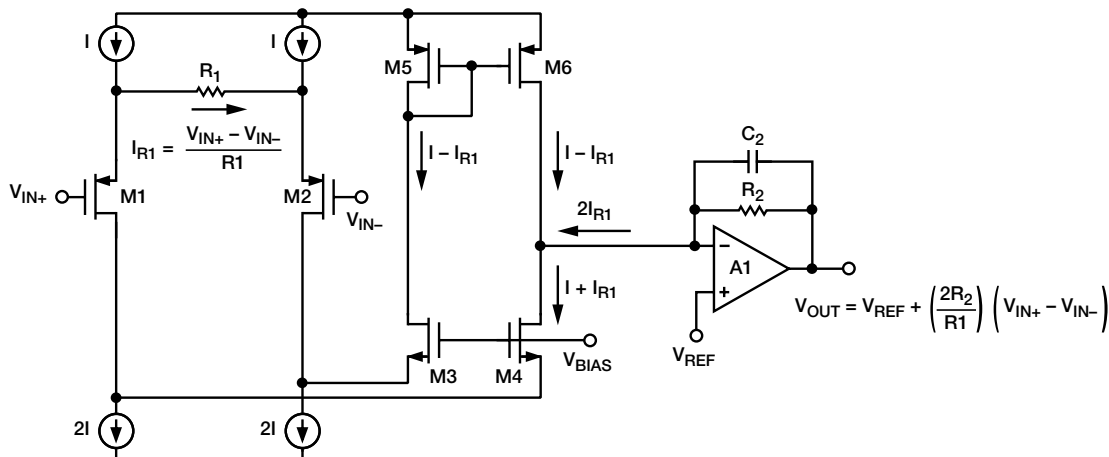 I
I
R1
M5
M6
IR1 = VIN+ – VIN–
R1
I – IR1
I – IR1
C2
R2
VIN+
M1
M2
VIN–
2IR1
–
A1
+
I + IR1
VOUT = VREF + (2R2/R1) (VIN+ – VIN–)
VREF
VBIAS
M3
M4
2I
2I